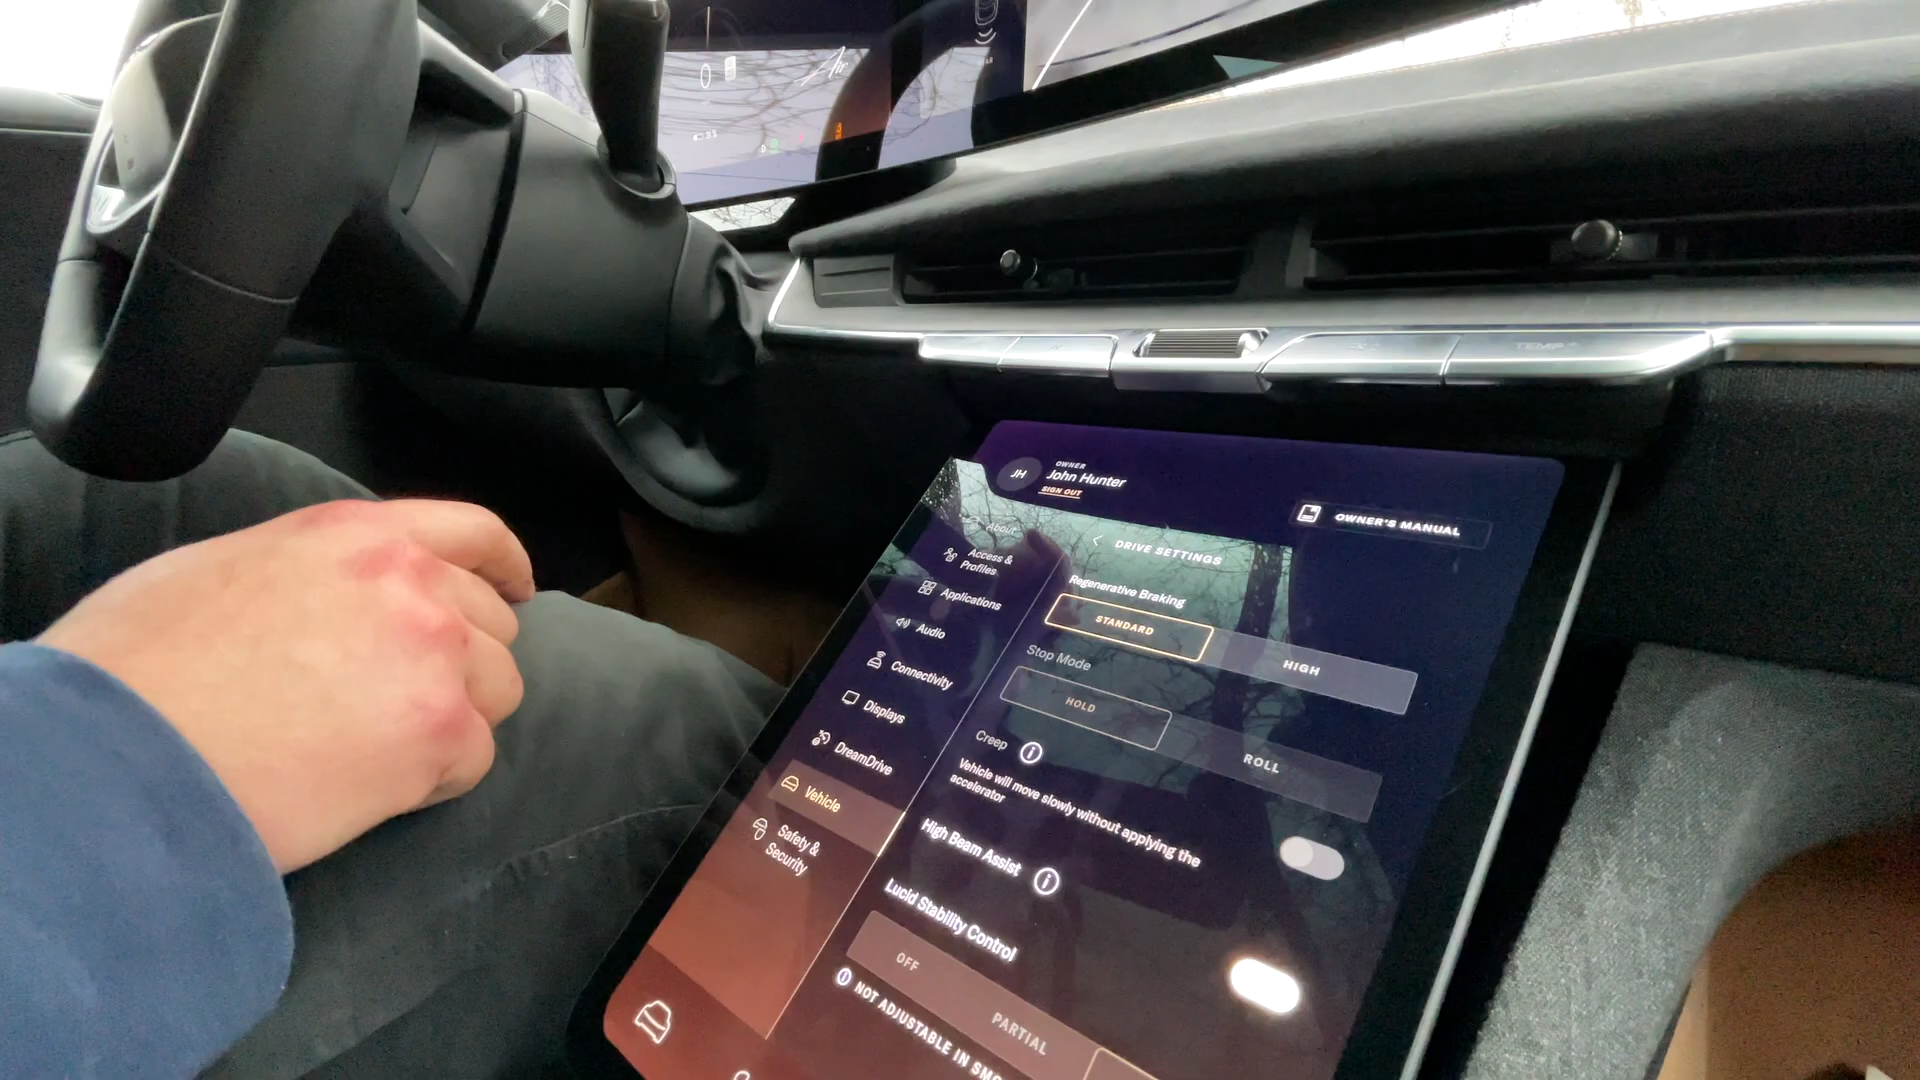 Air
D
TEMP
JH
OWNER
John Hunter
SIGN OUT
OWNER'S MANUAL
About
Access &
Profiles
Applications
Audio
Connectivity
Displays
DreamDrive
Vehicle
Safety &
Security
DRIVE SETTINGS
Regenerative Braking
STANDARD
HIGH
Stop Mode
HOLD
ROLL
Creep
Vehicle will move slowly without applying the
accelerator
High Beam Assist
Lucid Stability Control
OFF
PARTIAL
NOT ADJUSTABLE IN